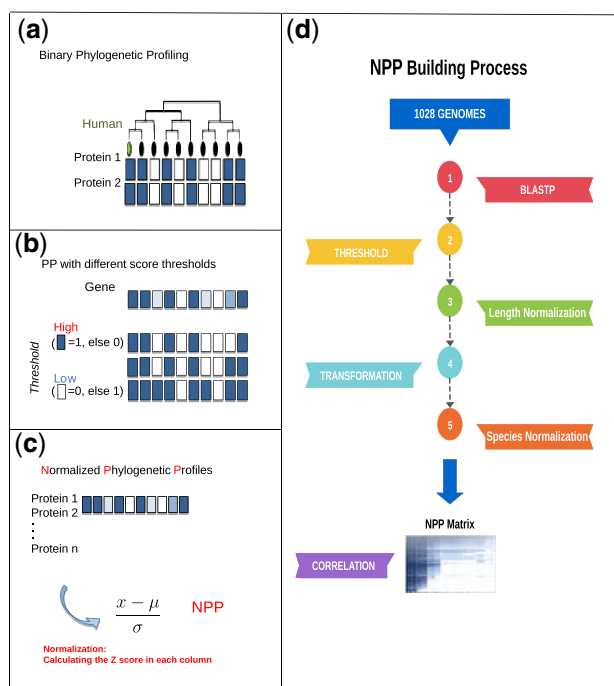 (a)
Binary Phylogenetic Profiling
Human
Protein 1
Protein 2
(b)
PP with different score thresholds
Gene
High
( =1, else 0)
Threshold
Low
( =0, else 1)
(c)
Normalized Phylogenetic Profiles
Protein 1
Protein 2
Protein n
x − μ
σ
NPP
Normalization:
Calculating the Z score in each column
(d)
NPP Building Process
1028 GENOMES
1
BLASTP
2
THRESHOLD
3
Length Normalization
4
TRANSFORMATION
5
Species Normalization
NPP Matrix
CORRELATION